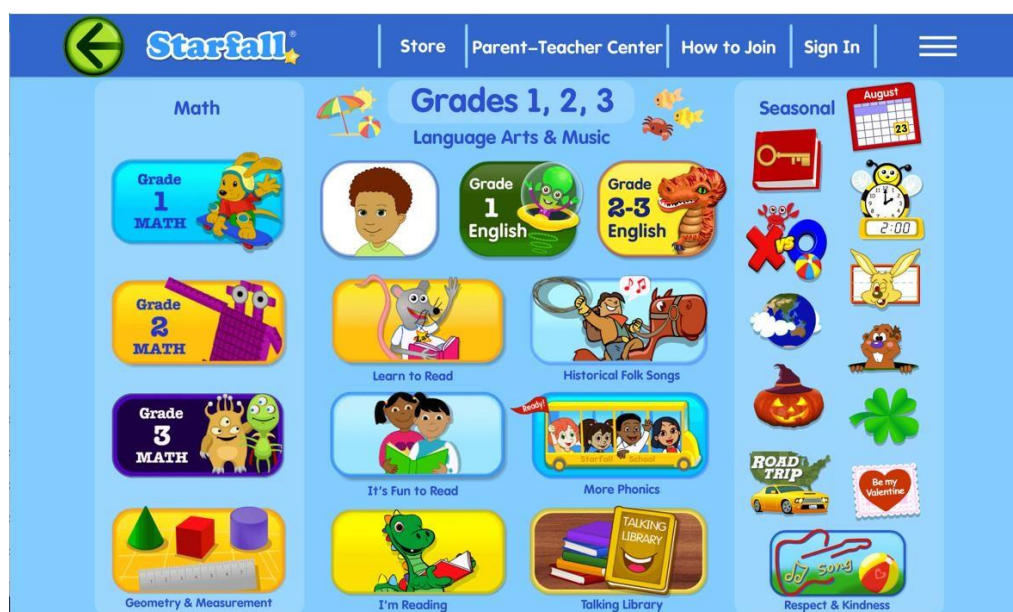 Starfall®
Store
Parent-Teacher Center
How to Join
Sign In
Math
Grade
1
MATH
Grade
2
MATH
Grade
3
MATH
Geometry & Measurement
Grades 1, 2, 3
Language Arts & Music
Grade
1
English
Grade
2-3
English
Learn to Read
Historical Folk Songs
It's Fun to Read
Ready!
Starfall School
More Phonics
I'm Reading
TALKING
LIBRARY
Talking Library
Seasonal
August
23
2:00
X vs O
ROAD
TRIP
Be my
Valentine
Song
Respect & Kindness